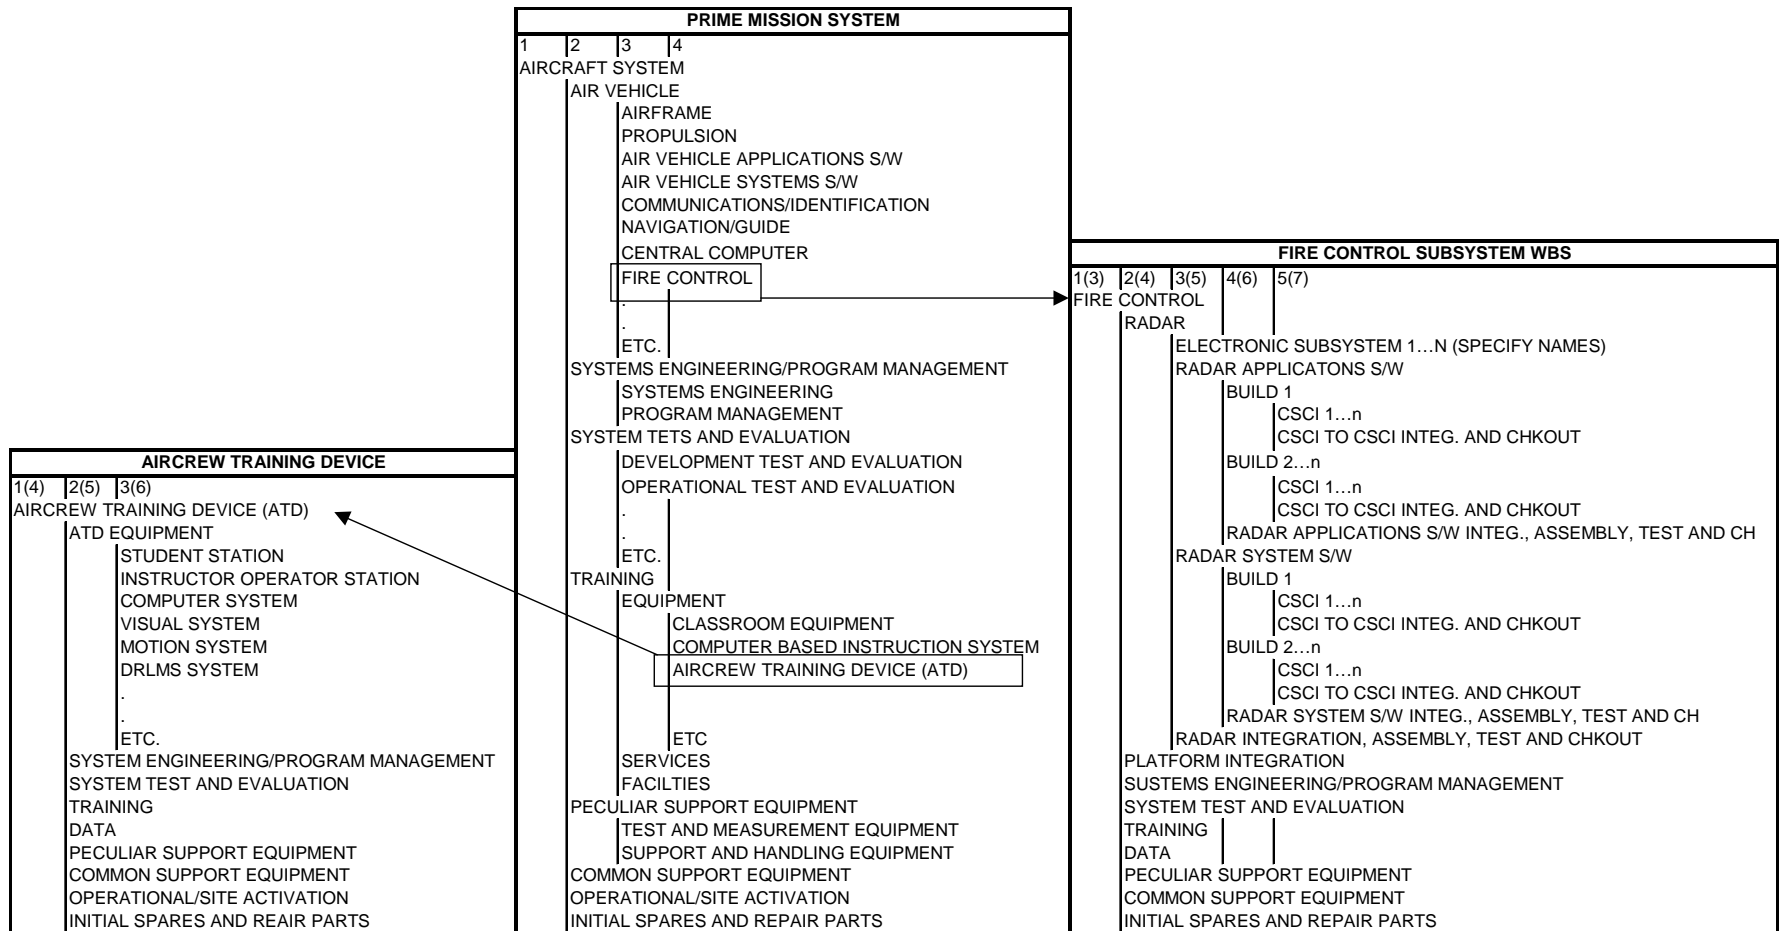 PRIME MISSION SYSTEM
1 2 3 4
AIRCRAFT SYSTEM
AIR VEHICLE
AIRFRAME
PROPULSION
AIR VEHICLE APPLICATIONS S/W
AIR VEHICLE SYSTEMS S/W
COMMUNICATIONS/IDENTIFICATION
NAVIGATION/GUIDE
CENTRAL COMPUTER
FIRE CONTROL
.
.
ETC.
SYSTEMS ENGINEERING/PROGRAM MANAGEMENT
SYSTEMS ENGINEERING
PROGRAM MANAGEMENT
SYSTEM TETS AND EVALUATION
DEVELOPMENT TEST AND EVALUATION
OPERATIONAL TEST AND EVALUATION
.
.
ETC.
TRAINING
EQUIPMENT
CLASSROOM EQUIPMENT
COMPUTER BASED INSTRUCTION SYSTEM
AIRCREW TRAINING DEVICE (ATD)
ETC
SERVICES
FACILTIES
PECULIAR SUPPORT EQUIPMENT
TEST AND MEASUREMENT EQUIPMENT
SUPPORT AND HANDLING EQUIPMENT
COMMON SUPPORT EQUIPMENT
OPERATIONAL/SITE ACTIVATION
INITIAL SPARES AND REPAIR PARTS
FIRE CONTROL SUBSYSTEM WBS
1(3) 2(4) 3(5) 4(6) 5(7)
FIRE CONTROL
RADAR
ELECTRONIC SUBSYSTEM 1…N (SPECIFY NAMES)
RADAR APPLICATONS S/W
BUILD 1
CSCI 1…n
CSCI TO CSCI INTEG. AND CHKOUT
BUILD 2…n
CSCI 1…n
CSCI TO CSCI INTEG. AND CHKOUT
RADAR APPLICATIONS S/W INTEG., ASSEMBLY, TEST AND CH
RADAR SYSTEM S/W
BUILD 1
CSCI 1…n
CSCI TO CSCI INTEG. AND CHKOUT
BUILD 2…n
CSCI 1…n
CSCI TO CSCI INTEG. AND CHKOUT
RADAR SYSTEM S/W INTEG., ASSEMBLY, TEST AND CH
RADAR INTEGRATION, ASSEMBLY, TEST AND CHKOUT
PLATFORM INTEGRATION
SUSTEMS ENGINEERING/PROGRAM MANAGEMENT
SYSTEM TEST AND EVALUATION
TRAINING
DATA
PECULIAR SUPPORT EQUIPMENT
COMMON SUPPORT EQUIPMENT
INITIAL SPARES AND REPAIR PARTS
AIRCREW TRAINING DEVICE
1(4) 2(5) 3(6)
AIRCREW TRAINING DEVICE (ATD)
ATD EQUIPMENT
STUDENT STATION
INSTRUCTOR OPERATOR STATION
COMPUTER SYSTEM
VISUAL SYSTEM
MOTION SYSTEM
DRLMS SYSTEM
.
.
ETC.
SYSTEM ENGINEERING/PROGRAM MANAGEMENT
SYSTEM TEST AND EVALUATION
TRAINING
DATA
PECULIAR SUPPORT EQUIPMENT
COMMON SUPPORT EQUIPMENT
OPERATIONAL/SITE ACTIVATION
INITIAL SPARES AND REAIR PARTS